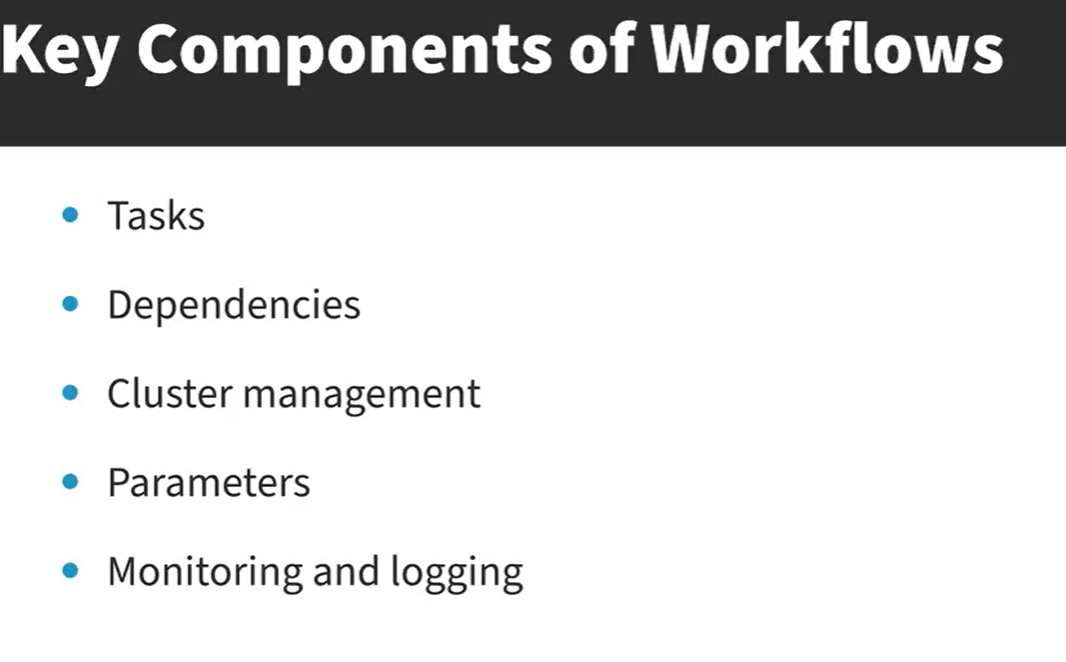 Key Components of Workflows
Tasks
Dependencies
Cluster management
Parameters
Monitoring and logging